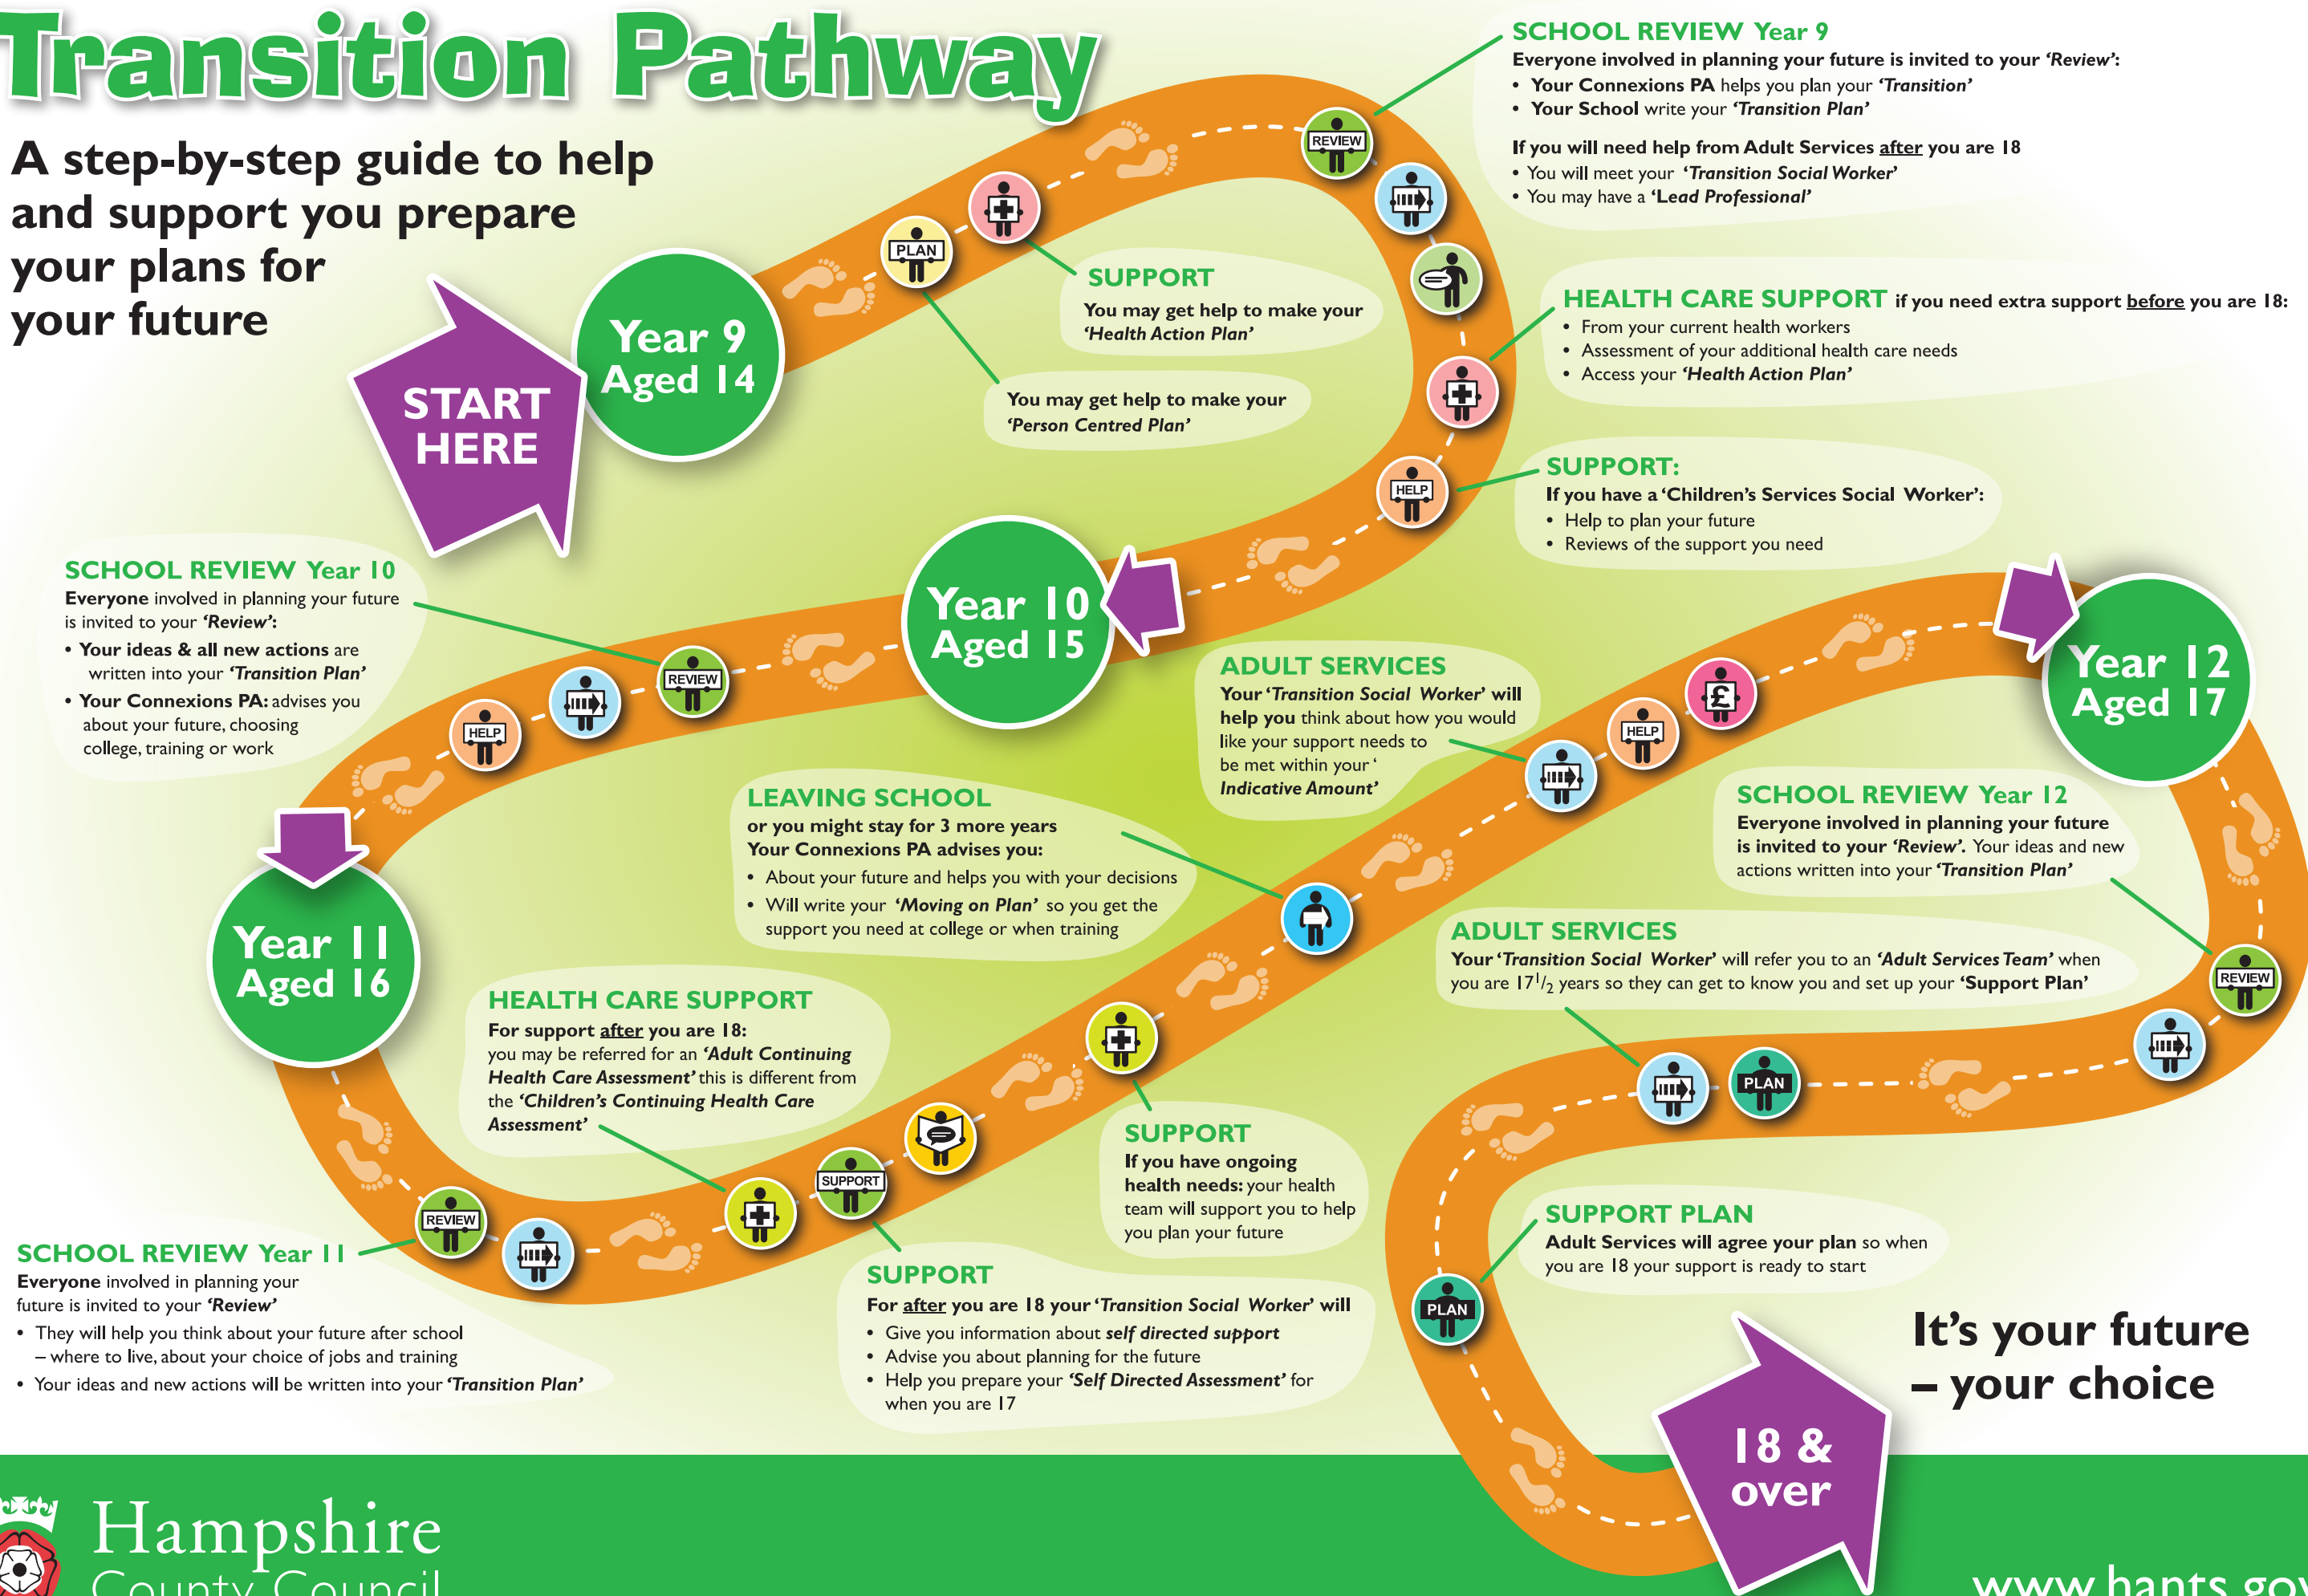 Transition Pathway
A step-by-step guide to help
and support you prepare
your plans for
your future
START
HERE
Year 9
Aged 14
PLAN
REVIEW
SUPPORT
You may get help to make your
‘Health Action Plan’
You may get help to make your
‘Person Centred Plan’
SCHOOL REVIEW Year 9
Everyone involved in planning your future is invited to your ‘Review’:
• Your Connexions PA helps you plan your ‘Transition’
• Your School write your ‘Transition Plan’
If you will need help from Adult Services after you are 18
• You will meet your ‘Transition Social Worker’
• You may have a ‘Lead Professional’
HEALTH CARE SUPPORT if you need extra support before you are 18:
• From your current health workers
• Assessment of your additional health care needs
• Access your ‘Health Action Plan’
HELP
SUPPORT:
If you have a ‘Children’s Services Social Worker’:
• Help to plan your future
• Reviews of the support you need
Year 10
Aged 15
SCHOOL REVIEW Year 10
Everyone involved in planning your future
is invited to your ‘Review’:
• Your ideas & all new actions are
written into your ‘Transition Plan’
• Your Connexions PA: advises you
about your future, choosing
college, training or work
REVIEW
HELP
Year 11
Aged 16
SCHOOL REVIEW Year 11
Everyone involved in planning your
future is invited to your ‘Review’
• They will help you think about your future after school
– where to live, about your choice of jobs and training
• Your ideas and new actions will be written into your ‘Transition Plan’
REVIEW
HEALTH CARE SUPPORT
For support after you are 18:
you may be referred for an ‘Adult Continuing
Health Care Assessment’ this is different from
the ‘Children’s Continuing Health Care
Assessment’
SUPPORT
SUPPORT
For after you are 18 your ‘Transition Social Worker’ will
• Give you information about self directed support
• Advise you about planning for the future
• Help you prepare your ‘Self Directed Assessment’ for
when you are 17
SUPPORT
If you have ongoing
health needs: your health
team will support you to help
you plan your future
LEAVING SCHOOL
or you might stay for 3 more years
Your Connexions PA advises you:
• About your future and helps you with your decisions
• Will write your ‘Moving on Plan’ so you get the
support you need at college or when training
ADULT SERVICES
Your ‘Transition Social Worker’ will
help you think about how you would
like your support needs to
be met within your ‘
Indicative Amount’
HELP
£
Year 12
Aged 17
SCHOOL REVIEW Year 12
Everyone involved in planning your future
is invited to your ‘Review’. Your ideas and new
actions written into your ‘Transition Plan’
REVIEW
ADULT SERVICES
Your ‘Transition Social Worker’ will refer you to an ‘Adult Services Team’ when
you are 17 1/2 years so they can get to know you and set up your ‘Support Plan’
PLAN
SUPPORT PLAN
Adult Services will agree your plan so when
you are 18 your support is ready to start
PLAN
18 &
over
It’s your future
– your choice
Hampshire
County Council
www.hants.gov